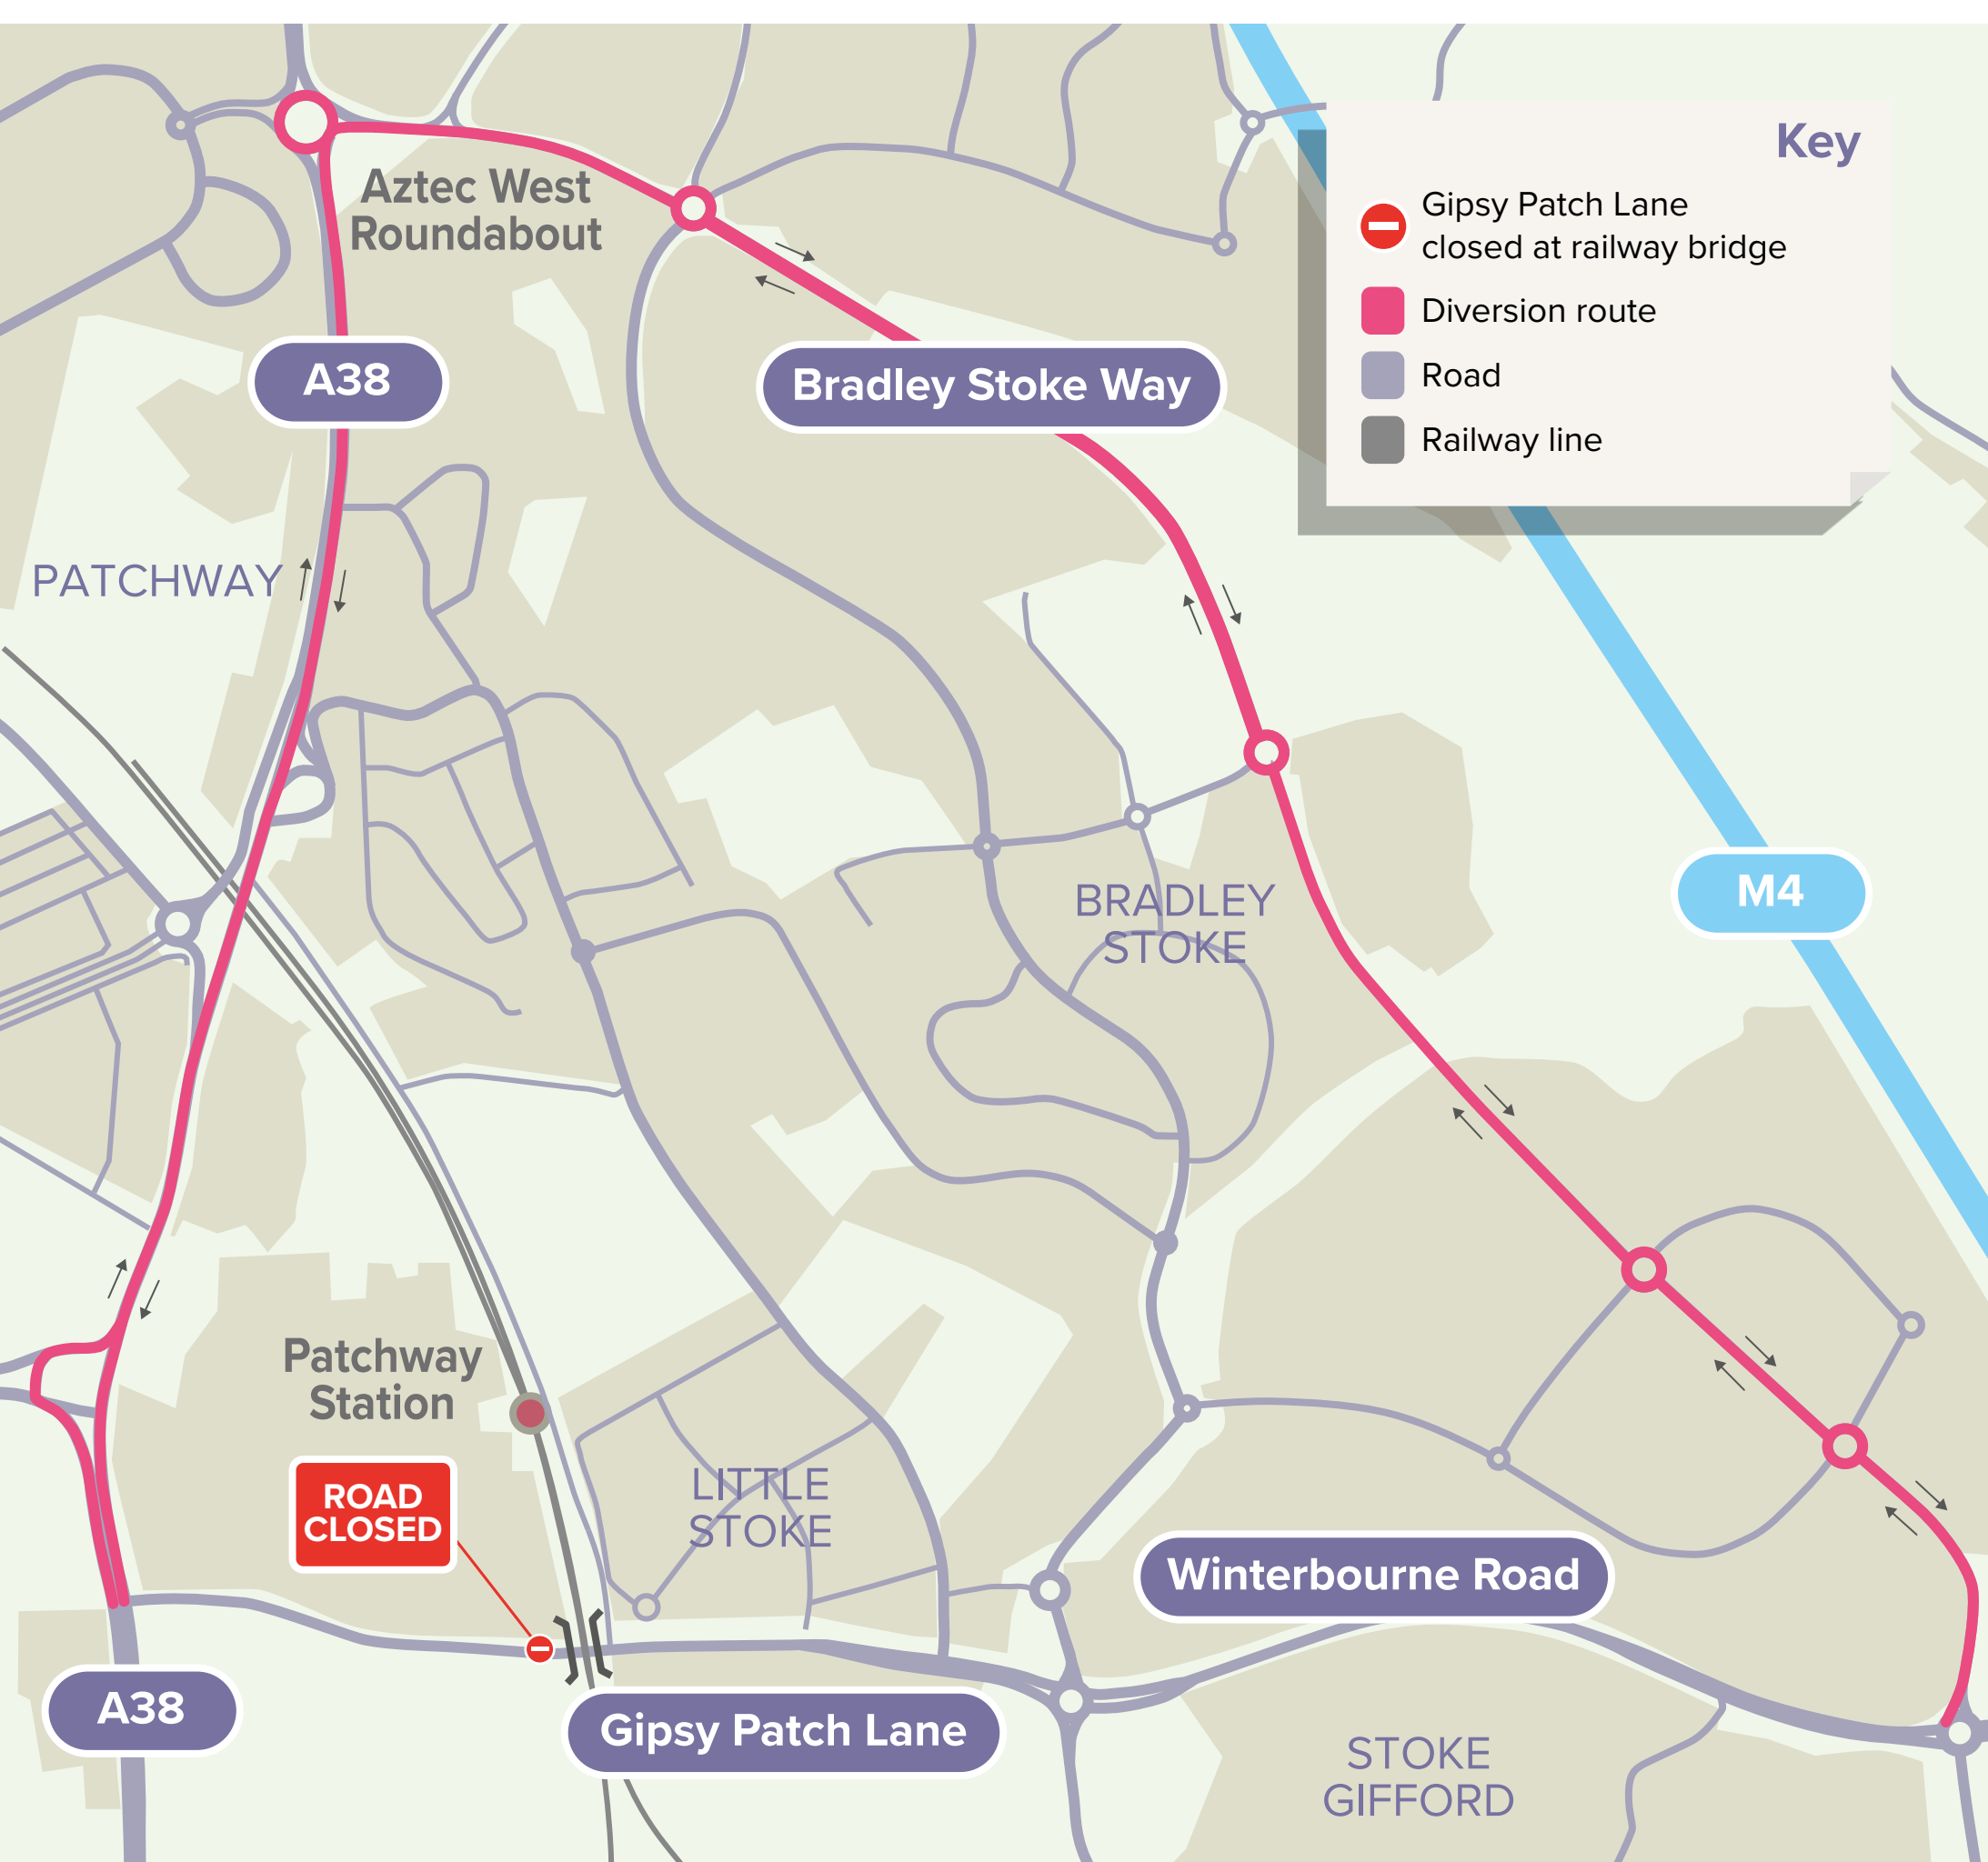 Key
Gipsy Patch Lane
closed at railway bridge
Diversion route
Road
Railway line
Aztec West
Roundabout
A38
Bradley Stoke Way
PATCHWAY
M4
BRADLEY
STOKE
Patchway
Station
ROAD
CLOSED
LITTLE
STOKE
Winterbourne Road
A38
Gipsy Patch Lane
STOKE
GIFFORD